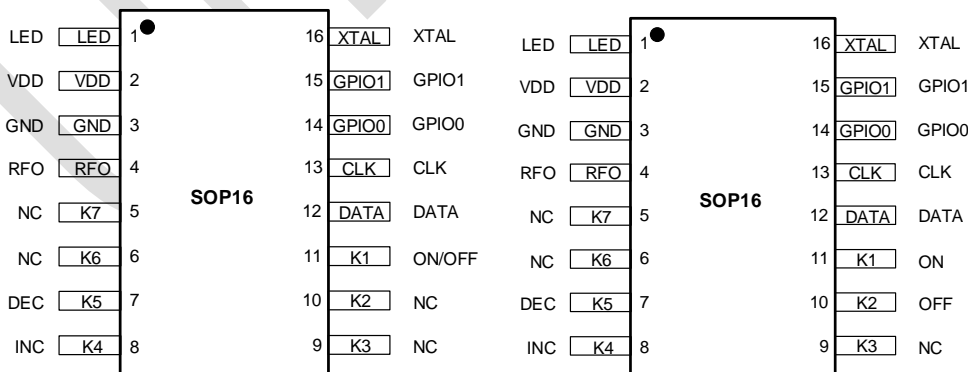 LED LED 1 16 XTAL XTAL
VDD VDD 2 15 GPIO1 GPIO1
GND GND 3 14 GPIO0 GPIO0
RFO RFO 4 13 CLK CLK
SOP16
NC K7 5 12 DATA DATA
NC K6 6 11 K1 ON/OFF
DEC K5 7 10 K2 NC
INC K4 8 9 K3 NC
LED LED 1 16 XTAL XTAL
VDD VDD 2 15 GPIO1 GPIO1
GND GND 3 14 GPIO0 GPIO0
RFO RFO 4 13 CLK CLK
SOP16
NC K7 5 12 DATA DATA
NC K6 6 11 K1 ON
DEC K5 7 10 K2 OFF
INC K4 8 9 K3 NC